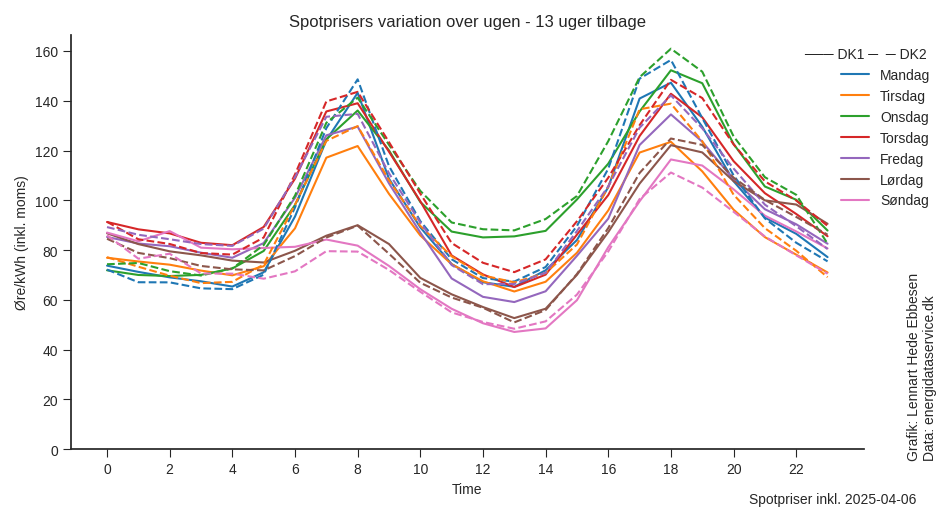 Spotprisers variation over ugen - 13 uger tilbage
DK1
DK2
Mandag
Tirsdag
Onsdag
Torsdag
Fredag
Lørdag
Søndag
160
140
120
100
80
60
40
20
0
Øre/kWh (inkl. moms)
0 2 4 6 8 10 12 14 16 18 20 22
Time
Grafik: Lennart Hede Ebbesen
Data: energidataservice.dk
Spotpriser inkl. 2025-04-06